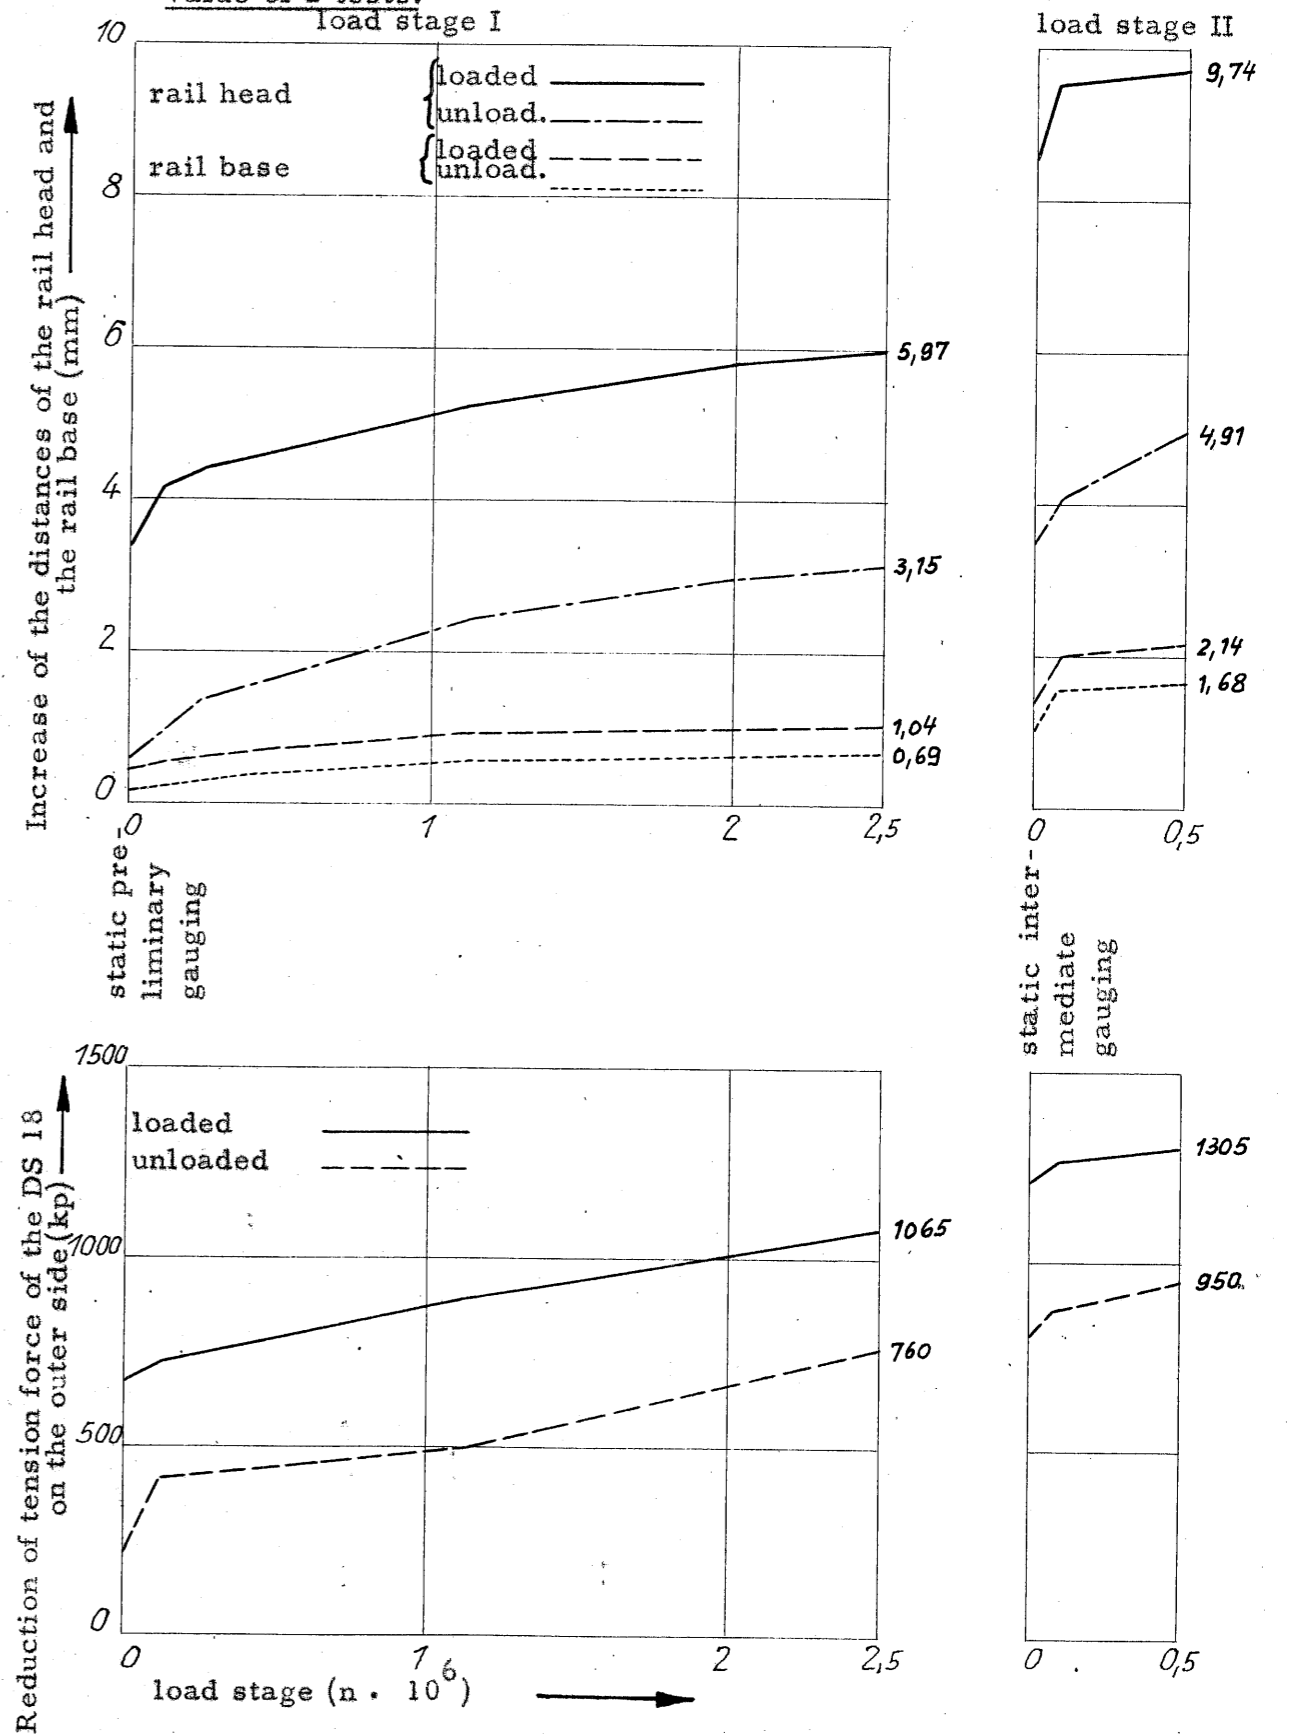 load stage I
load stage II
10
8
6
4
2
0
rail head
loaded
unload.
rail base
loaded
unload.
5,97
3,15
1,04
0,69
9,74
4,91
2,14
1,68
0
1
2
2,5
0
0,5
Increase of the distances of the rail head and
the rail base (mm)
static pre-
liminary
gauging
static inter-
mediate
gauging
1500
1000
500
0
loaded
unloaded
1065
760
1305
950
0
1
2
2,5
0
0,5
Reduction of tension force of the DS 18
on the outer side (kp)
load stage (n . 10⁶)